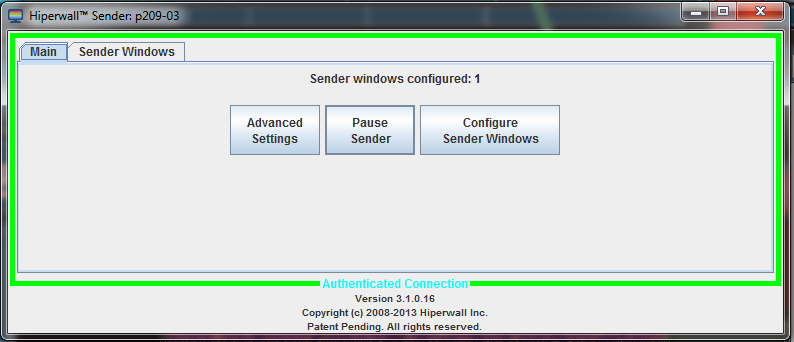 Hiperwall™ Sender: p209-03
Main
Sender Windows
Sender windows configured: 1
Advanced
Settings
Pause
Sender
Configure
Sender Windows
Authenticated Connection
Version 3.1.0.16
Copyright (c) 2008-2013 Hiperwall Inc.
Patent Pending. All rights reserved.